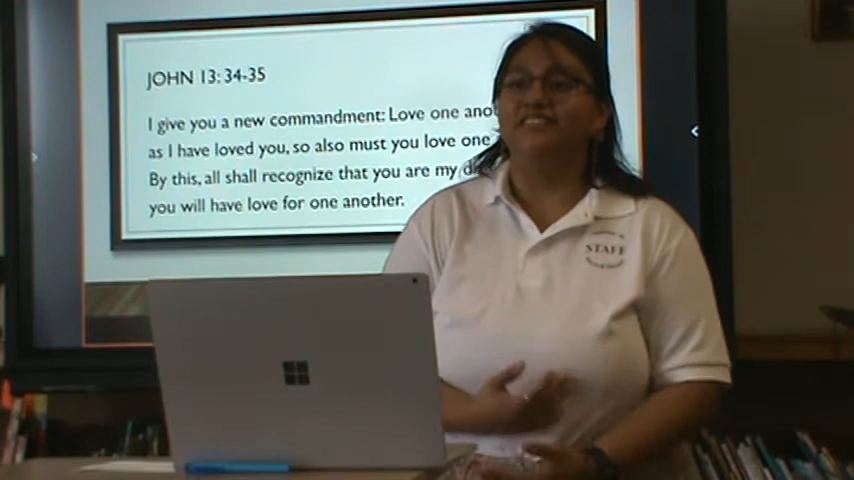 JOHN 13: 34-35
I give you a new commandment: Love one
as I have loved you, so also must you love one
By this, all shall recognize that you are my
you will have love for one another.
STAFF